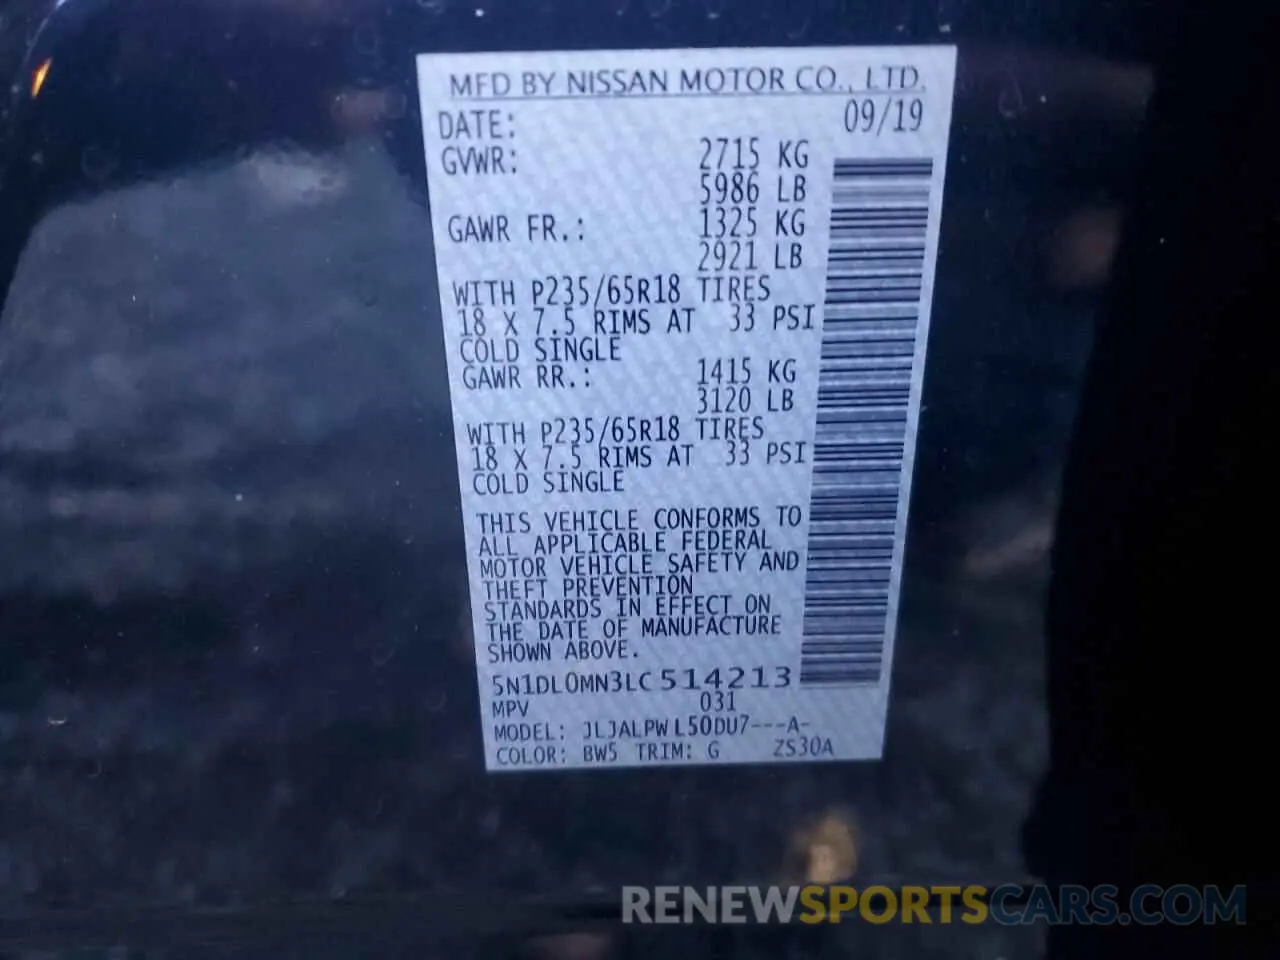 MFD BY NISSAN MOTOR CO., LTD.
DATE: 09/19
GVWR: 2715 KG
5986 LB
GAWR FR.: 1325 KG
2921 LB
WITH P235/65R18 TIRES
18 X 7.5 RIMS AT 33 PSI
COLD SINGLE
GAWR RR.: 1415 KG
3120 LB
WITH P235/65R18 TIRES
18 X 7.5 RIMS AT 33 PSI
COLD SINGLE
THIS VEHICLE CONFORMS TO
ALL APPLICABLE FEDERAL
MOTOR VEHICLE SAFETY AND
THEFT PREVENTION
STANDARDS IN EFFECT ON
THE DATE OF MANUFACTURE
SHOWN ABOVE.
5N1DL0MN3LC514213
MPV 031
MODEL: JLJALPWL50DU7---A-
COLOR: BW5 TRIM: G ZS30A
RENEWSPORTSCARS.COM